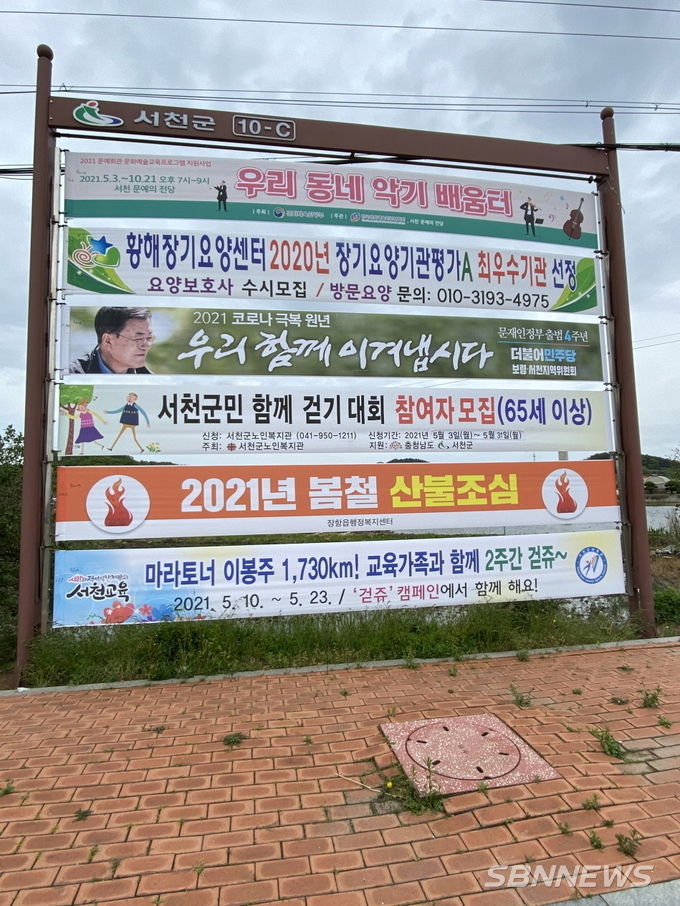 서천군 10-C
2021 문예회관 문화예술교육프로그램 지원사업
2021.5.3.~10.21 오후 7시~9시
서천 문예의 전당
우리 동네 악기 배움터
주최 주관 서천 문예의 전당
황해장기요양센터 2020년 장기요양기관평가A 최우수기관 선정
요양보호사 수시모집 / 방문요양 문의: 010-3193-4975
2021 코로나 극복 원년
우리 함께 이겨냅시다
문재인정부 출범 4주년
더불어민주당
보령·서천지역위원회
서천군민 함께 걷기 대회 참여자 모집(65세 이상)
신청: 서천군노인복지관 (041-950-1211) 신청기간: 2021년 5월 3일(월)~5월 31일(월)
주최: 서천군노인복지관 지원: 충청남도 서천군
2021년 봄철 산불조심
장항읍행정복지센터
서천교육
마라토너 이봉주 1,730km! 교육가족과 함께 2주간 걷쥬~
2021. 5. 10. ~ 5. 23. / '걷쥬' 캠페인에서 함께 해요!
SBNNEWS
SBNNEWS.com